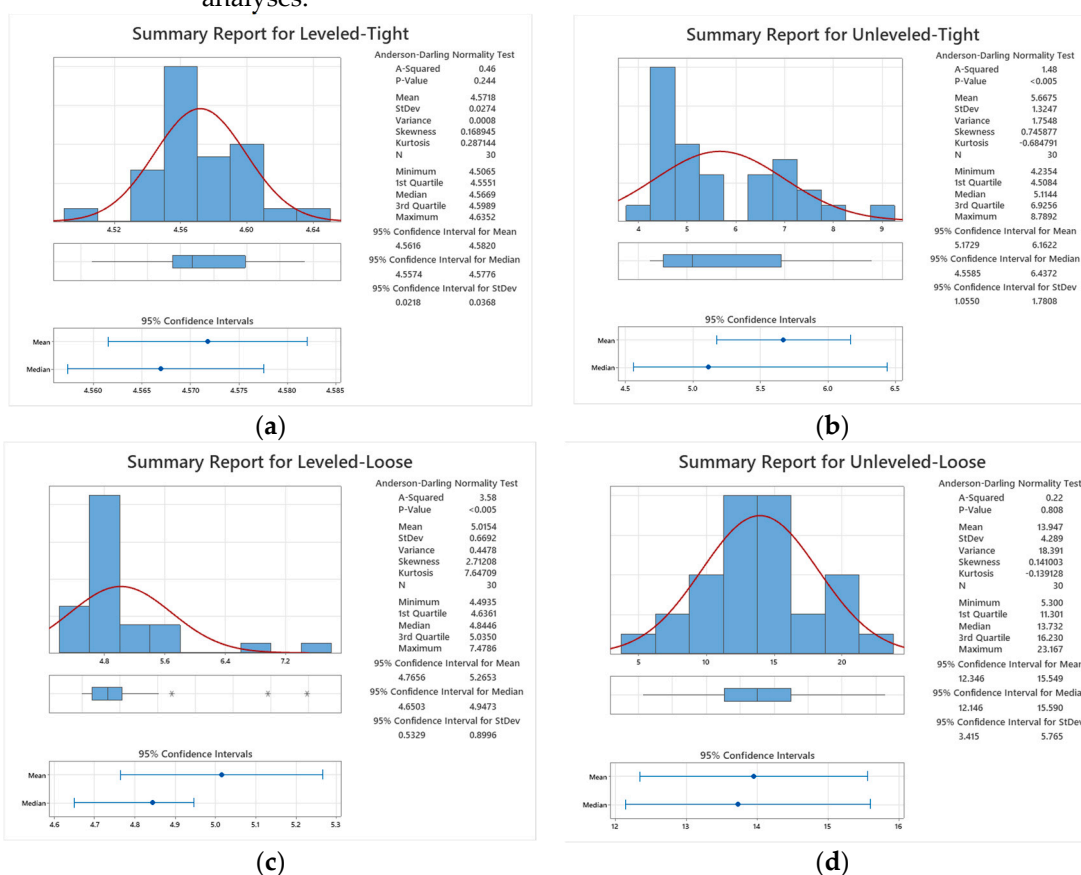 analyses.
Summary Report for Leveled-Tight
Anderson-Darling Normality Test
A-Squared 0.46
P-Value 0.244
Mean 4.5718
StDev 0.0274
Variance 0.0008
Skewness 0.168945
Kurtosis 0.287144
N 30
Minimum 4.5065
1st Quartile 4.5551
Median 4.5669
3rd Quartile 4.5989
Maximum 4.6352
95% Confidence Interval for Mean
4.5616 4.5820
95% Confidence Interval for Median
4.5574 4.5776
95% Confidence Interval for StDev
0.0218 0.0368
4.52 4.56 4.60 4.64
95% Confidence Intervals
Mean
Median
4.560 4.565 4.570 4.575 4.580 4.585
(a)
Summary Report for Unleveled-Tight
Anderson-Darling Normality Test
A-Squared 1.48
P-Value <0.005
Mean 5.6675
StDev 1.3247
Variance 1.7548
Skewness 0.745877
Kurtosis -0.684791
N 30
Minimum 4.2354
1st Quartile 4.5084
Median 5.1144
3rd Quartile 6.9256
Maximum 8.7892
95% Confidence Interval for Mean
5.1729 6.1622
95% Confidence Interval for Median
4.5585 6.4372
95% Confidence Interval for StDev
1.0550 1.7808
4 5 6 7 8 9
95% Confidence Intervals
Mean
Median
4.5 5.0 5.5 6.0 6.5
(b)
Summary Report for Leveled-Loose
Anderson-Darling Normality Test
A-Squared 3.58
P-Value <0.005
Mean 5.0154
StDev 0.6692
Variance 0.4478
Skewness 2.71208
Kurtosis 7.64709
N 30
Minimum 4.4935
1st Quartile 4.6361
Median 4.8446
3rd Quartile 5.0350
Maximum 7.4786
95% Confidence Interval for Mean
4.7656 5.2653
95% Confidence Interval for Median
4.6503 4.9473
95% Confidence Interval for StDev
0.5329 0.8996
4.8 5.6 6.4 7.2
95% Confidence Intervals
Mean
Median
4.6 4.7 4.8 4.9 5.0 5.1 5.2 5.3
(c)
Summary Report for Unleveled-Loose
Anderson-Darling Normality Test
A-Squared 0.22
P-Value 0.808
Mean 13.947
StDev 4.289
Variance 18.391
Skewness 0.141003
Kurtosis -0.139128
N 30
Minimum 5.300
1st Quartile 11.301
Median 13.732
3rd Quartile 16.230
Maximum 23.167
95% Confidence Interval for Mean
12.346 15.549
95% Confidence Interval for Median
12.146 15.590
95% Confidence Interval for StDev
3.415 5.765
5 10 15 20
95% Confidence Intervals
Mean
Median
12 13 14 15 16
(d)